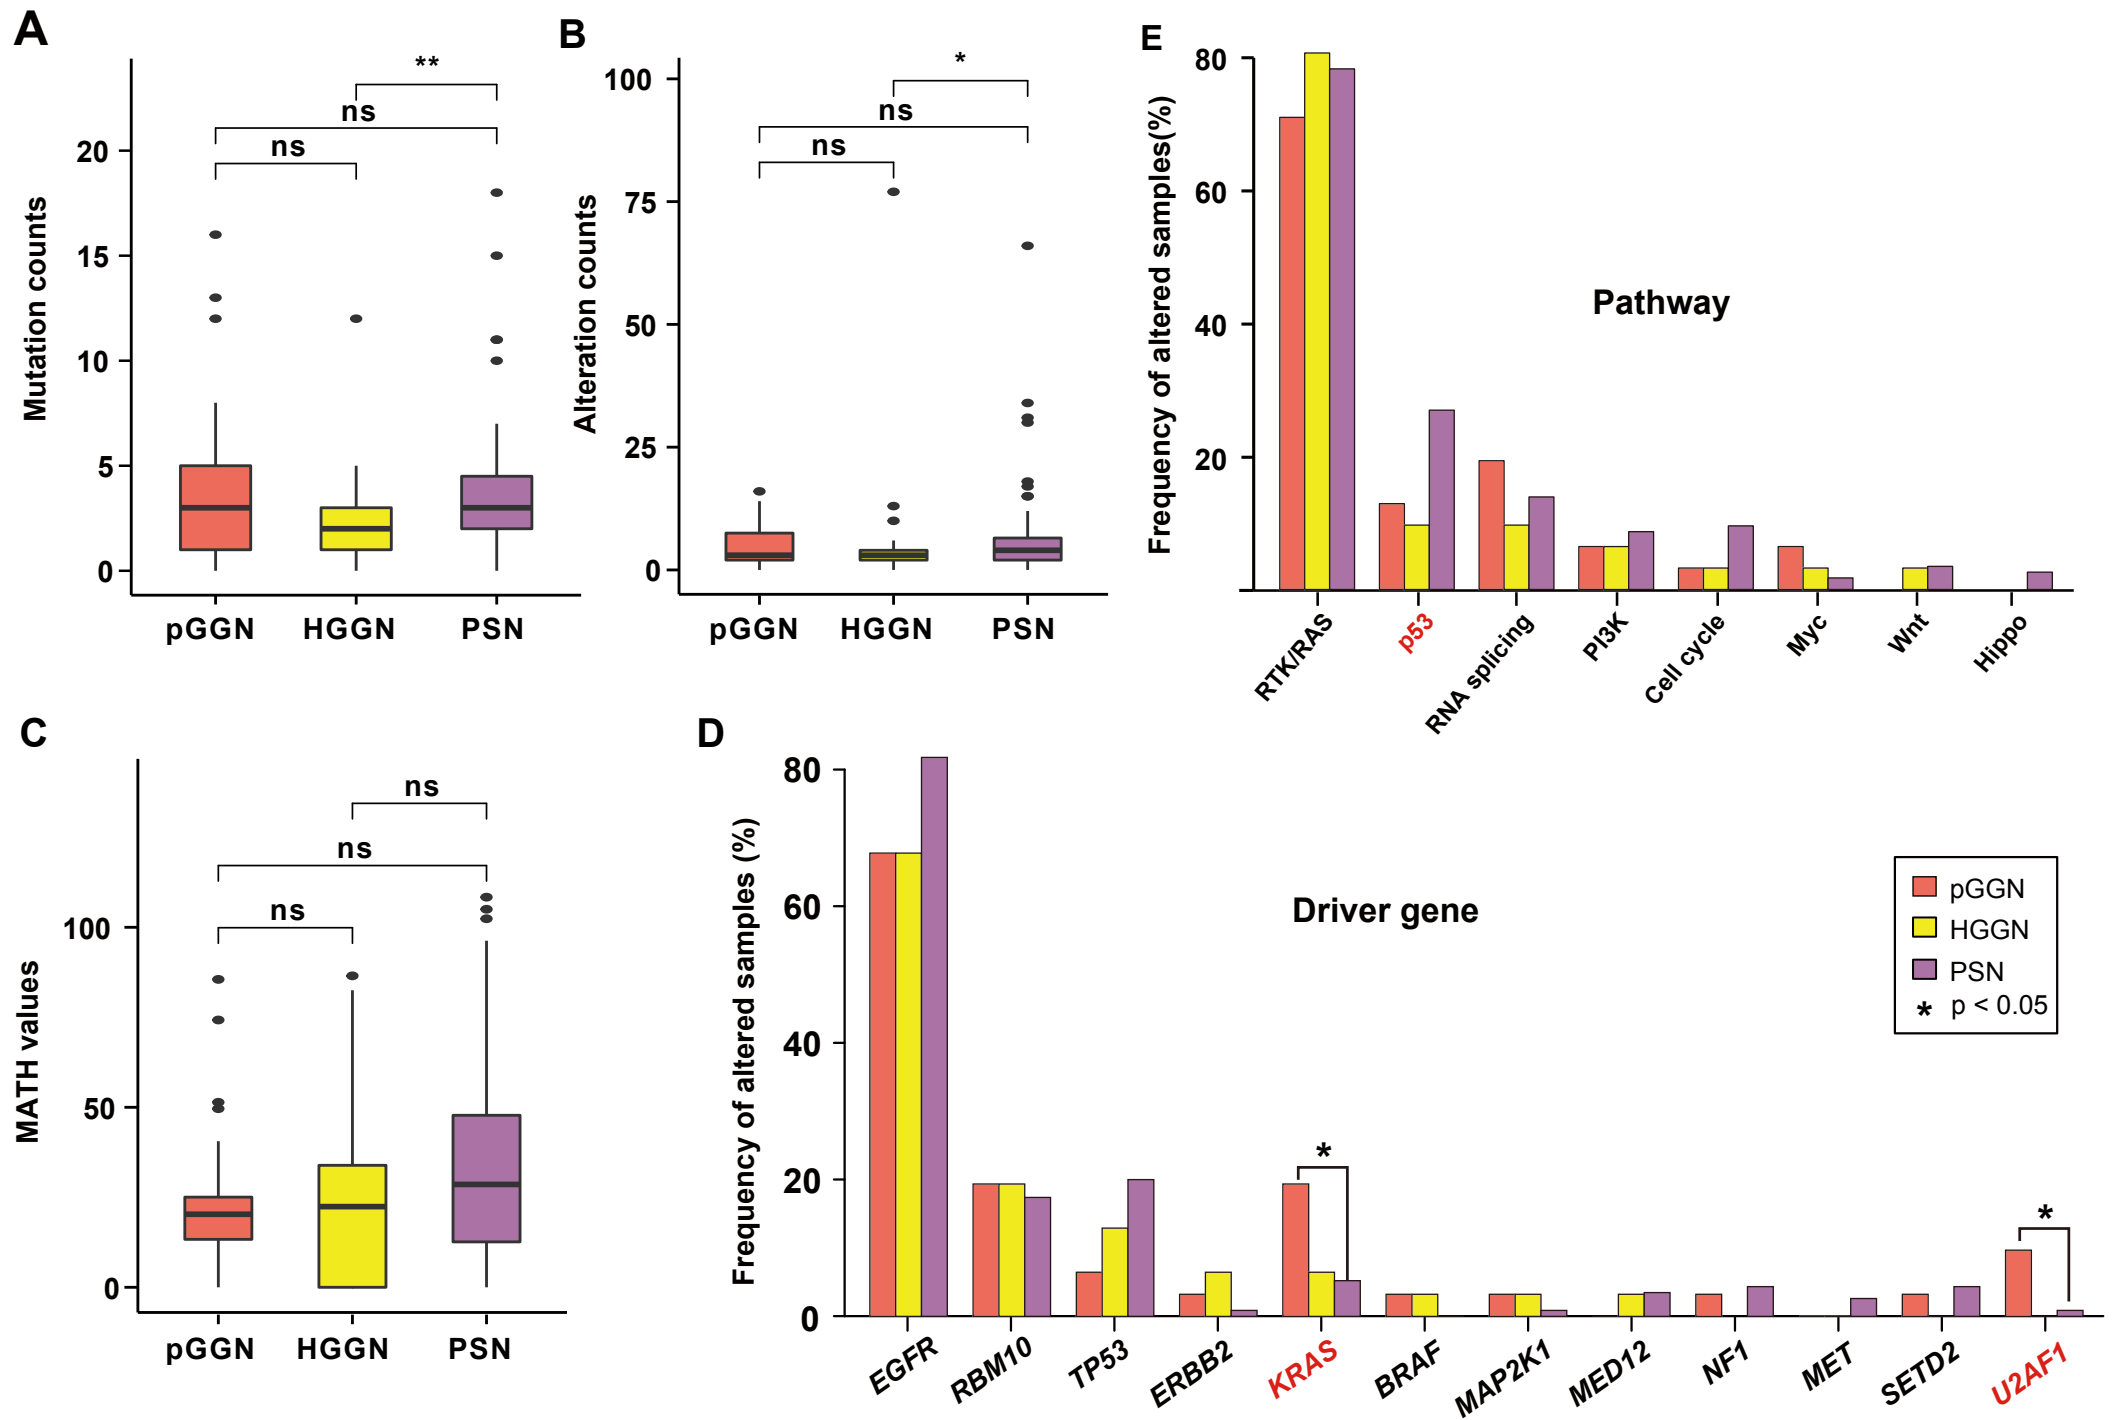 A
Mutation counts
20
15
10
5
0
**
ns
ns
pGGN
HGGN
PSN
B
Alteration counts
100
75
50
25
0
*
ns
ns
pGGN
HGGN
PSN
E
Frequency of altered samples(%)
80
60
40
20
Pathway
RTK/RAS
p53
RNA splicing
PI3K
Cell cycle
Myc
Wnt
Hippo
C
MATH values
100
50
0
ns
ns
ns
pGGN
HGGN
PSN
D
Frequency of altered samples (%)
80
60
40
20
0
Driver gene
*
*
pGGN
HGGN
PSN
* p < 0.05
EGFR
RBM10
TP53
ERBB2
KRAS
BRAF
MAP2K1
MED12
NF1
MET
SETD2
U2AF1